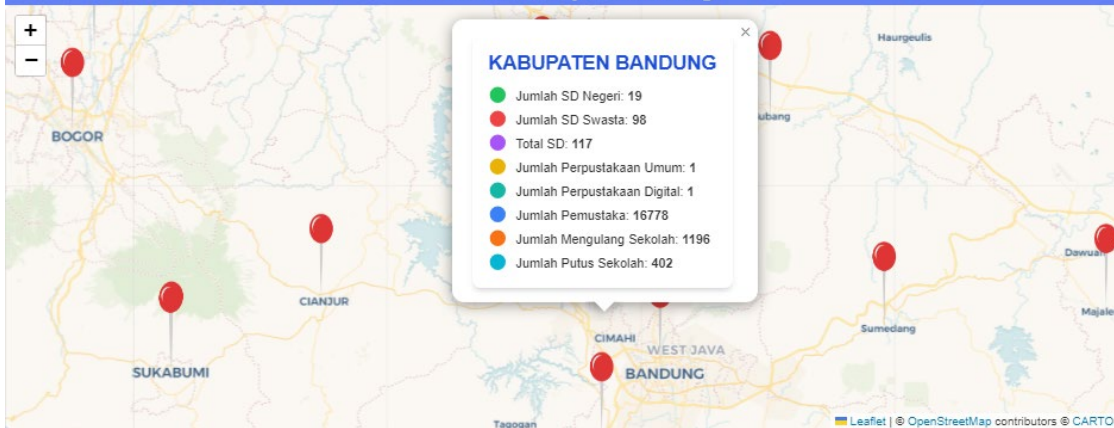 +
−
×
KABUPATEN BANDUNG
Jumlah SD Negeri: 19
Jumlah SD Swasta: 98
Total SD: 117
Jumlah Perpustakaan Umum: 1
Jumlah Perpustakaan Digital: 1
Jumlah Pemustaka: 16778
Jumlah Mengulang Sekolah: 1196
Jumlah Putus Sekolah: 402
Haurgeulis
ubang
BOGOR
CIANJUR
SUKABUMI
CIMAHI
WEST JAVA
BANDUNG
Sumedang
Dawuan
Majale
Tagogan
Leaflet | © OpenStreetMap contributors © CARTO